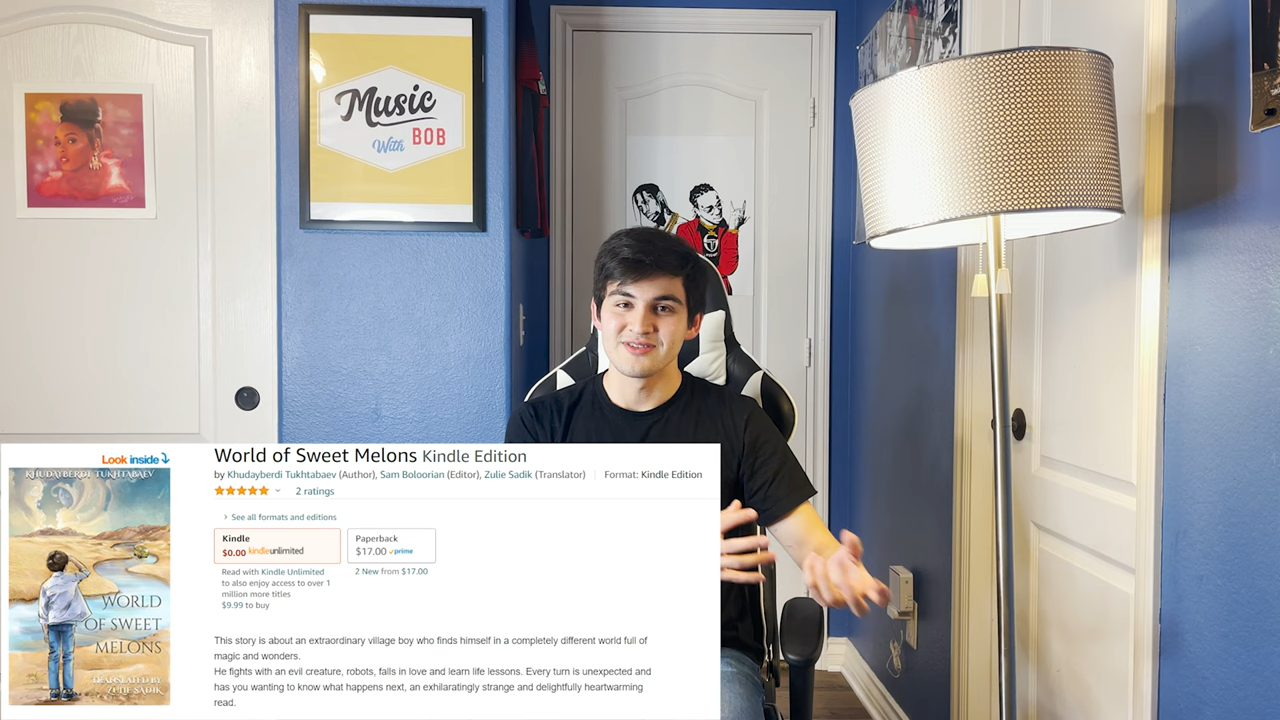 Music
With BOB
Look inside
KHUDAYBERDI TUKHTABAEV
WORLD
OF SWEET
MELONS
TRANSLATED BY
ZULIE SADIK
World of Sweet Melons Kindle Edition
by Khudayberdi Tukhtabaev (Author), Sam Boloorian (Editor), Zulie Sadik (Translator) Format: Kindle Edition
2 ratings
See all formats and editions
Kindle
$0.00 kindleunlimited
Paperback
$17.00 prime
Read with Kindle Unlimited
to also enjoy access to over 1
million more titles
$9.99 to buy
2 New from $17.00
This story is about an extraordinary village boy who finds himself in a completely different world full of
magic and wonders.
He fights with an evil creature, robots, falls in love and learn life lessons. Every turn is unexpected and
has you wanting to know what happens next, an exhilaratingly strange and delightfully heartwarming
read.